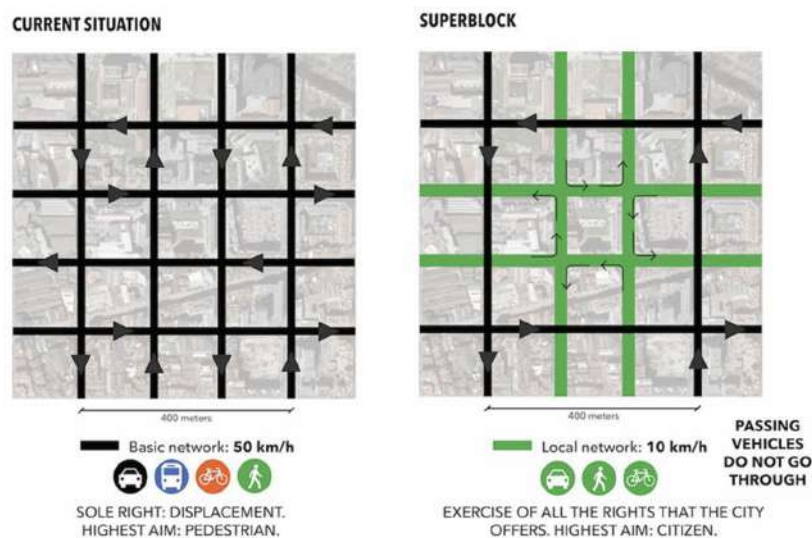 CURRENT SITUATION
400 meters
Basic network: 50 km/h
SOLE RIGHT: DISPLACEMENT.
HIGHEST AIM: PEDESTRIAN.
SUPERBLOCK
400 meters
Local network: 10 km/h
EXERCISE OF ALL THE RIGHTS THAT THE CITY
OFFERS. HIGHEST AIM: CITIZEN.
PASSING
VEHICLES
DO NOT GO
THROUGH